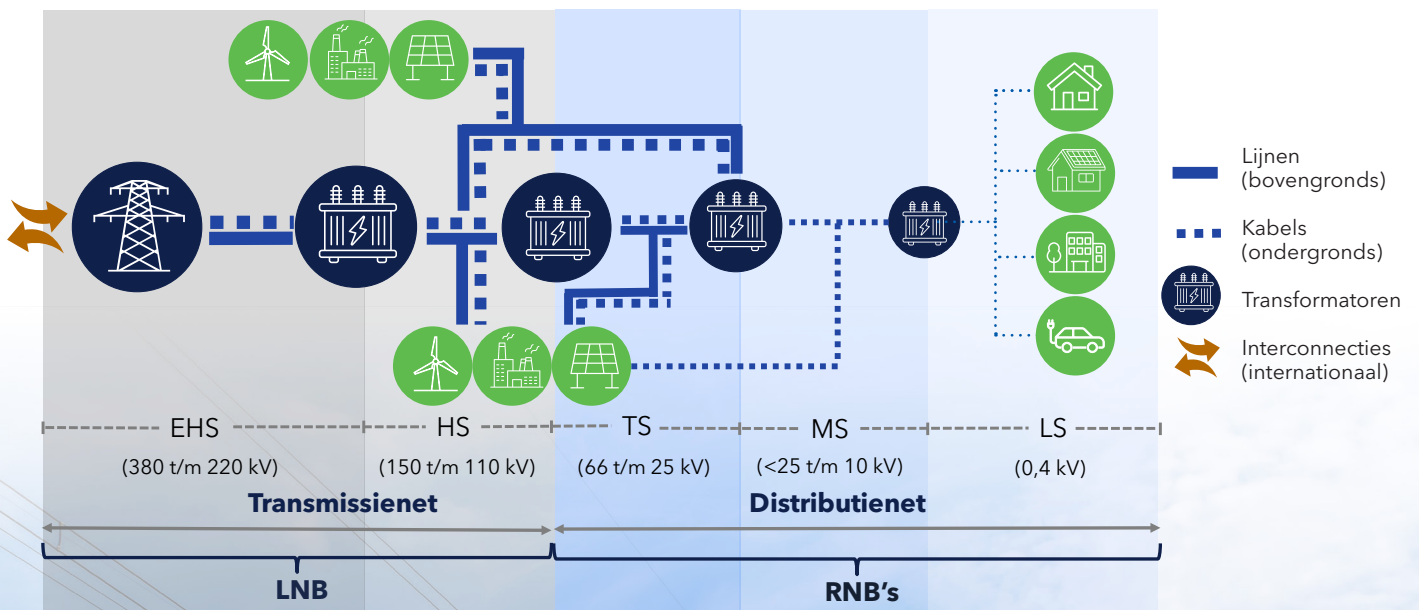 Lijnen
(bovengronds)
Kabels
(ondergronds)
Transformatoren
Interconnecties
(internationaal)
EHS
HS
TS
MS
LS
(380 t/m 220 kV)
(150 t/m 110 kV)
(66 t/m 25 kV)
(<25 t/m 10 kV)
(0,4 kV)
Transmissienet
Distributienet
LNB
RNB’s